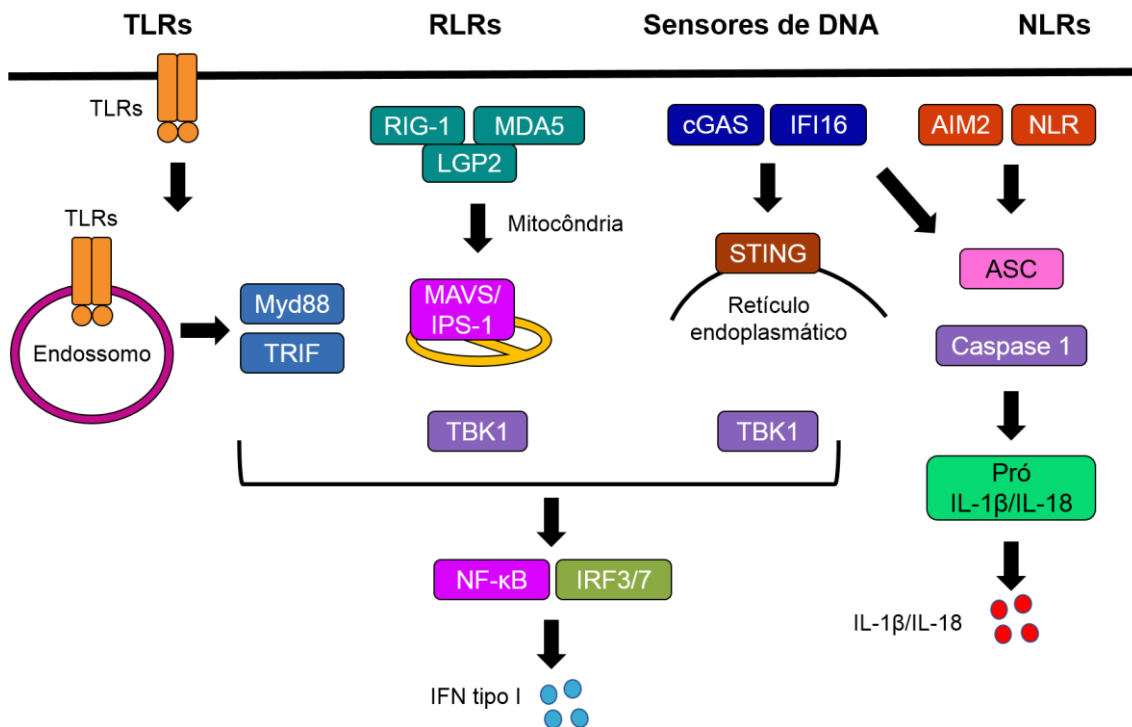 TLRs
RLRs
Sensores de DNA
NLRs
TLRs
RIG-1
MDA5
LGP2
cGAS
IFI16
AIM2
NLR
TLRs
Mitocôndria
STING
ASC
Myd88
TRIF
MAVS/
IPS-1
Retículo
endoplasmático
Endossomo
Caspase 1
TBK1
TBK1
Pró
IL-1β/IL-18
NF-κB
IRF3/7
IL-1β/IL-18
IFN tipo I